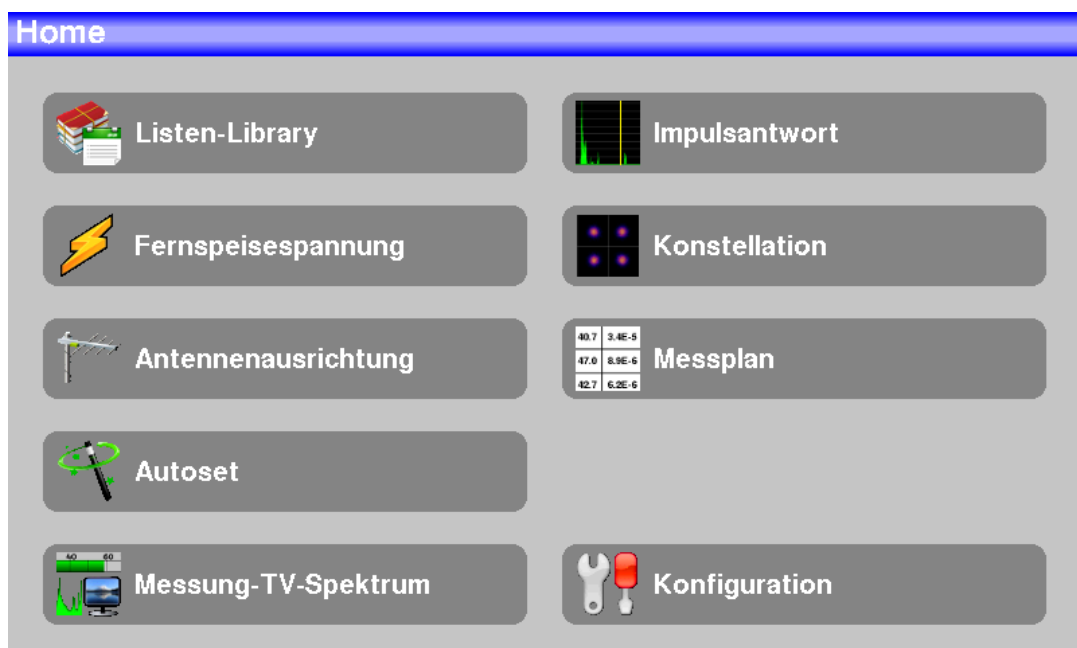 Home
Listen-Library
Impulsantwort
Fernspeisespannung
Konstellation
Antennenausrichtung
40.7 3.4E-5
47.0 8.9E-6
42.7 6.2E-6
Messplan
Autoset
40 60
Messung-TV-Spektrum
Konfiguration